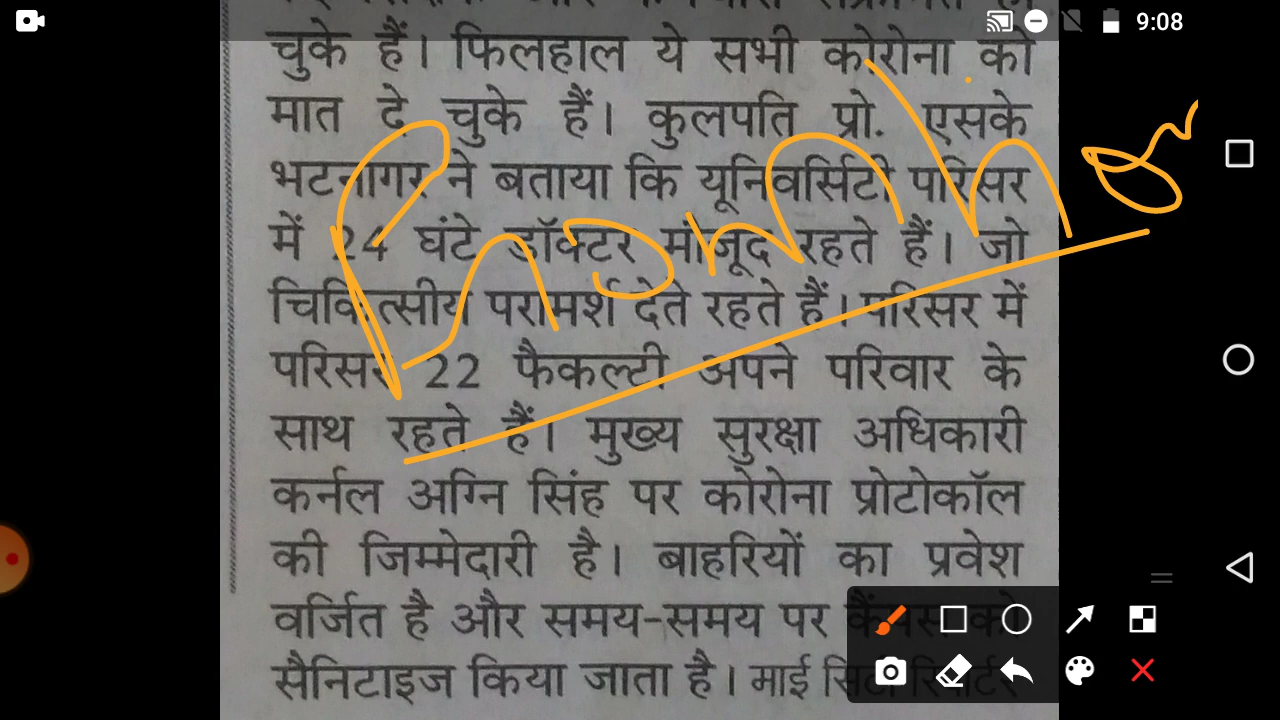 9:08
चुके हैं। फिलहाल ये सभी कोरोना को
मात दे चुके हैं। कुलपति प्रो. एसके
भटनागर ने बताया कि यूनिवर्सिटी परिसर
में 24 घंटे डॉक्टर मौजूद रहते हैं। जो
चिकित्सीय परामर्श देते रहते हैं। परिसर में
परिसर 22 फैकल्टी अपने परिवार के
साथ रहते हैं। मुख्य सुरक्षा अधिकारी
कर्नल अग्नि सिंह पर कोरोना प्रोटोकॉल
की जिम्मेदारी है। बाहरियों का प्रवेश
वर्जित है और समय-समय पर कैंपस को
सैनिटाइज किया जाता है। माई सिटी रिपोर्टर